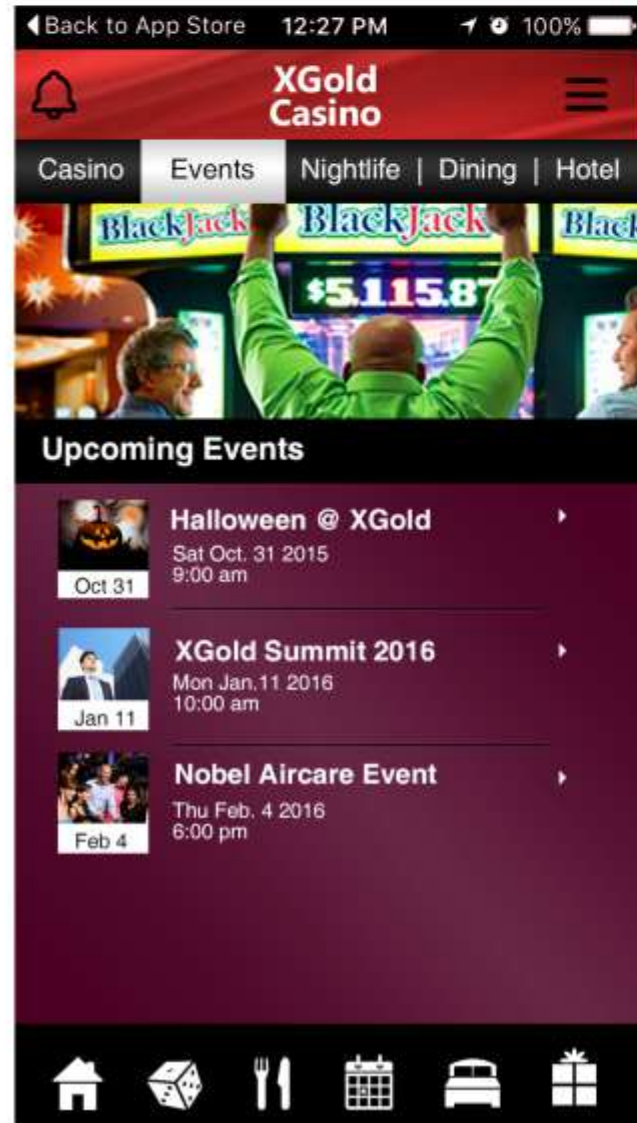 Back to App Store 12:27 PM 100%
XGold
Casino
Casino Events Nightlife | Dining | Hotel
BlackJack BlackJack Black
$5,115.87
Upcoming Events
Halloween @ XGold
Sat Oct. 31 2015
9:00 am
Oct 31
XGold Summit 2016
Mon Jan.11 2016
10:00 am
Jan 11
Nobel Aircare Event
Thu Feb. 4 2016
6:00 pm
Feb 4